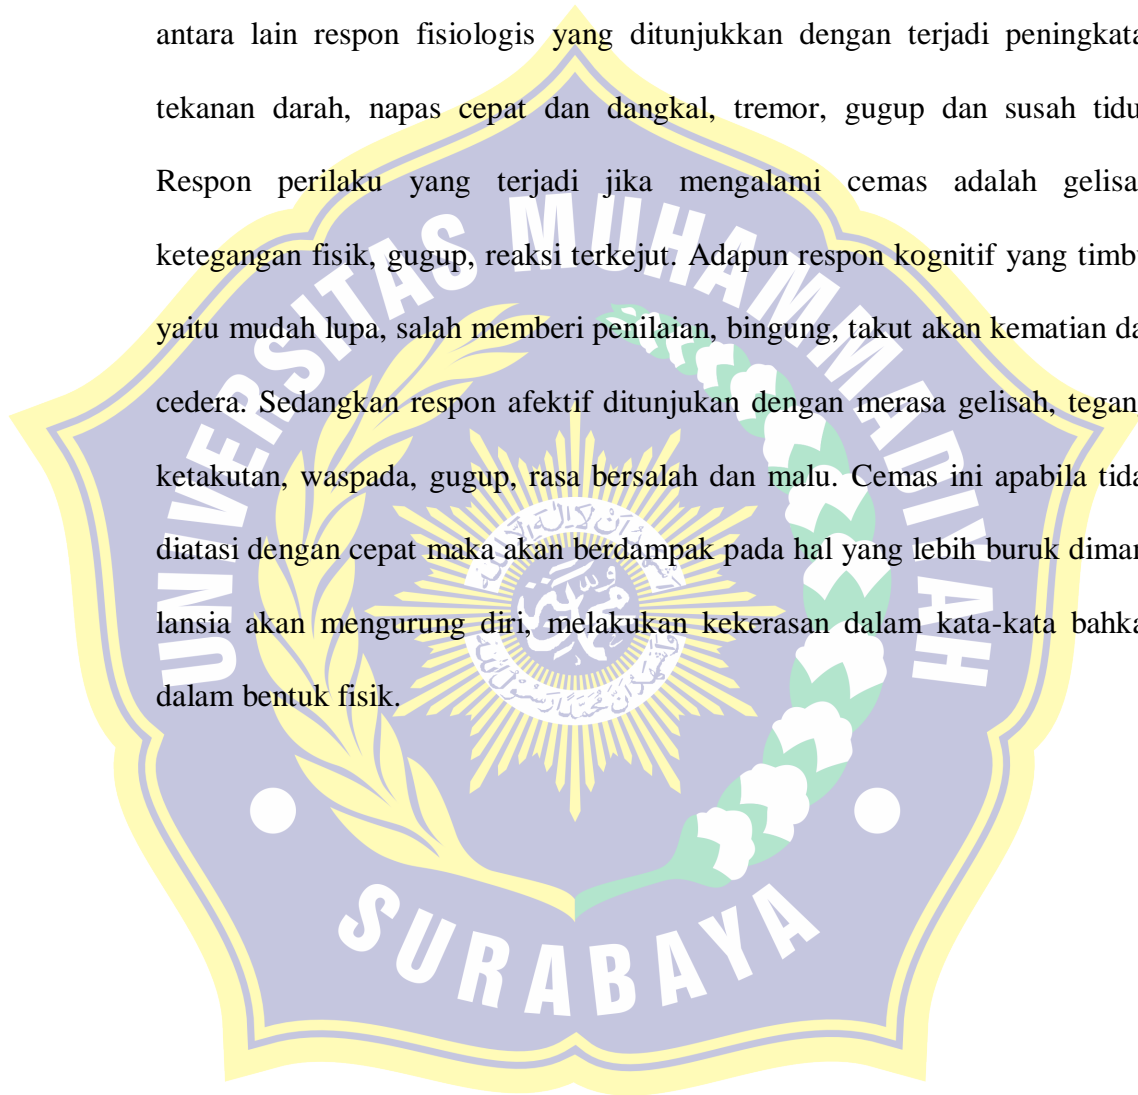 antara lain respon fisiologis yang ditunjukkan dengan terjadi peningkata
tekanan darah, napas cepat dan dangkal, tremor, gugup dan susah tidu
Respon perilaku yang terjadi jika mengalami cemas adalah gelisa
ketegangan fisik, gugup, reaksi terkejut. Adapun respon kognitif yang timbu
yaitu mudah lupa, salah memberi penilaian, bingung, takut akan kematian da
cedera. Sedangkan respon afektif ditunjukan dengan merasa gelisah, tegang
ketakutan, waspada, gugup, rasa bersalah dan malu. Cemas ini apabila tida
diatasi dengan cepat maka akan berdampak pada hal yang lebih buruk diman
lansia akan mengurung diri, melakukan kekerasan dalam kata-kata bahka
dalam bentuk fisik.
UNIVERSITAS MUHAMMADIYAH
SURABAYA